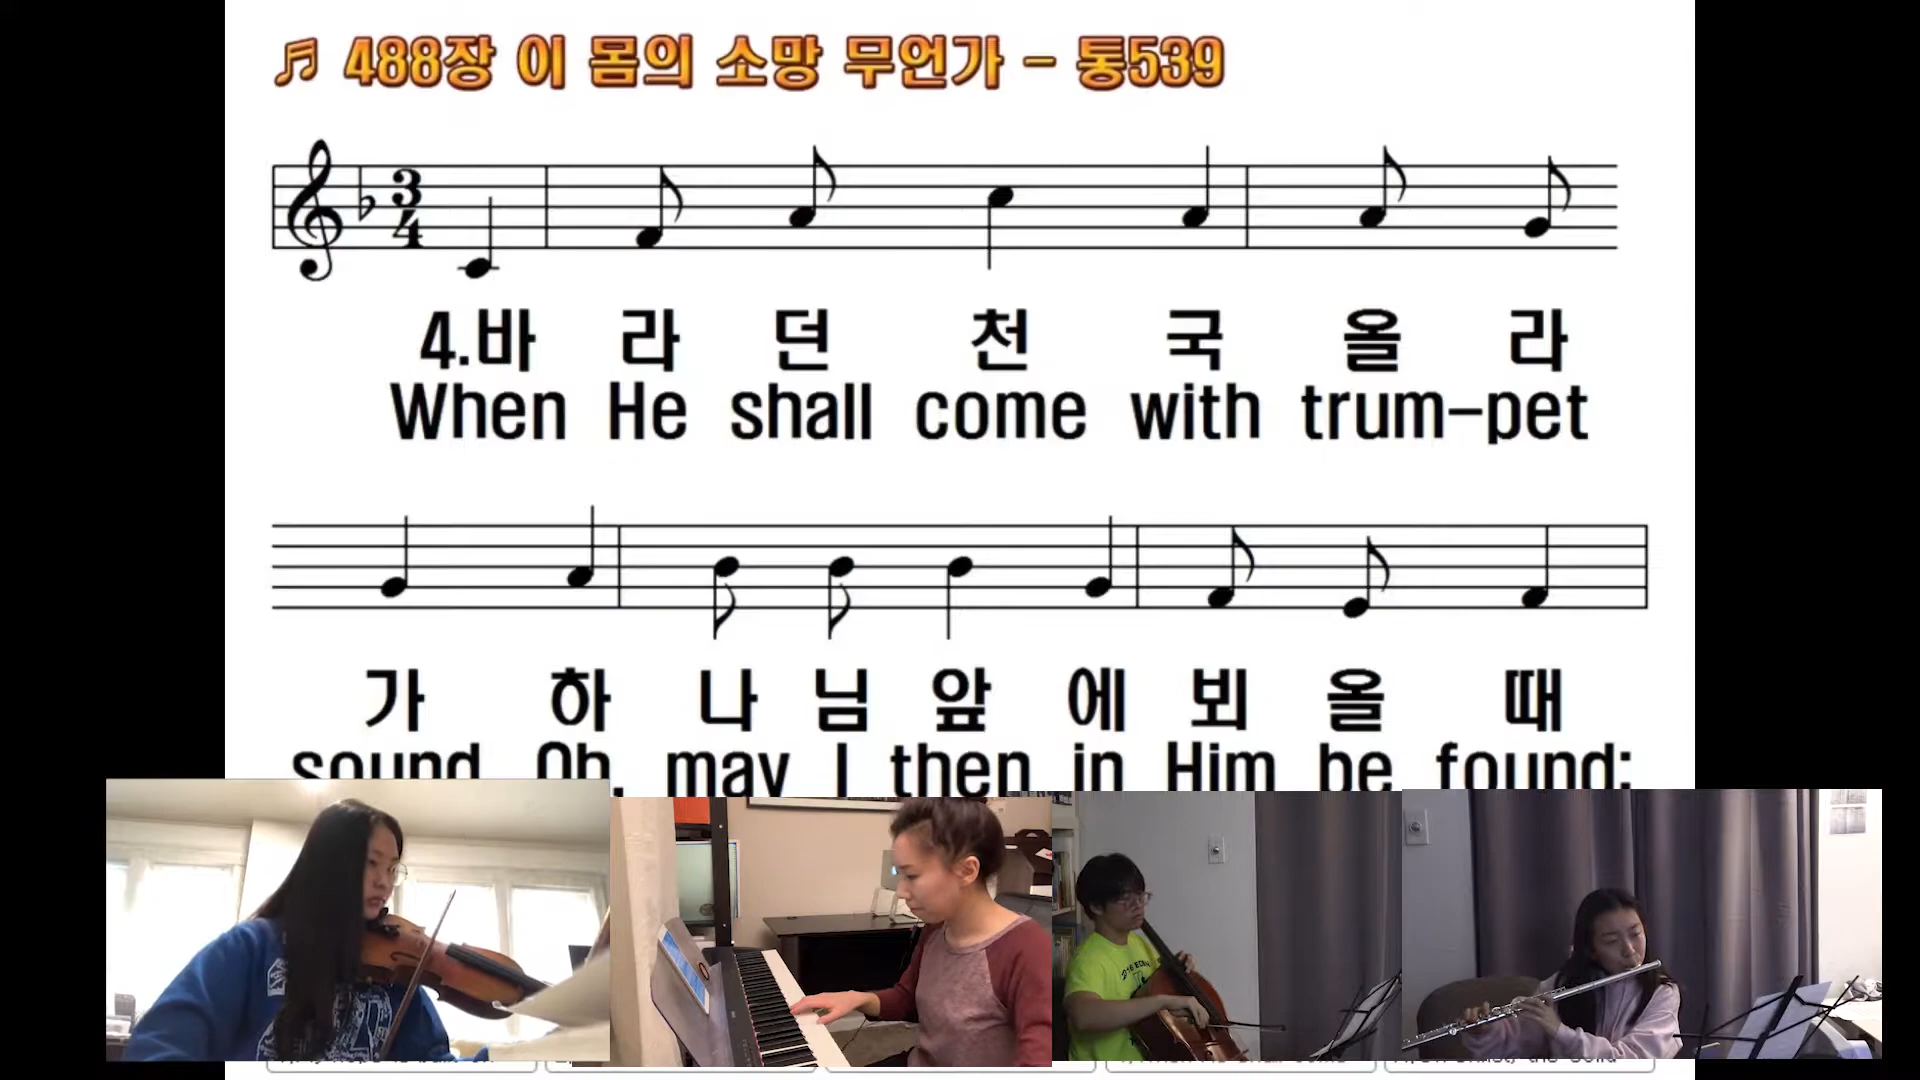 488장 이 몸의 소망 무언가 - 통539
3
4
4.바 라 던 천 국 올 라
When He shall come with trum-pet
가 하 나 님 앞 에 뵈 올 때
sound, Oh, may I then in Him be found;